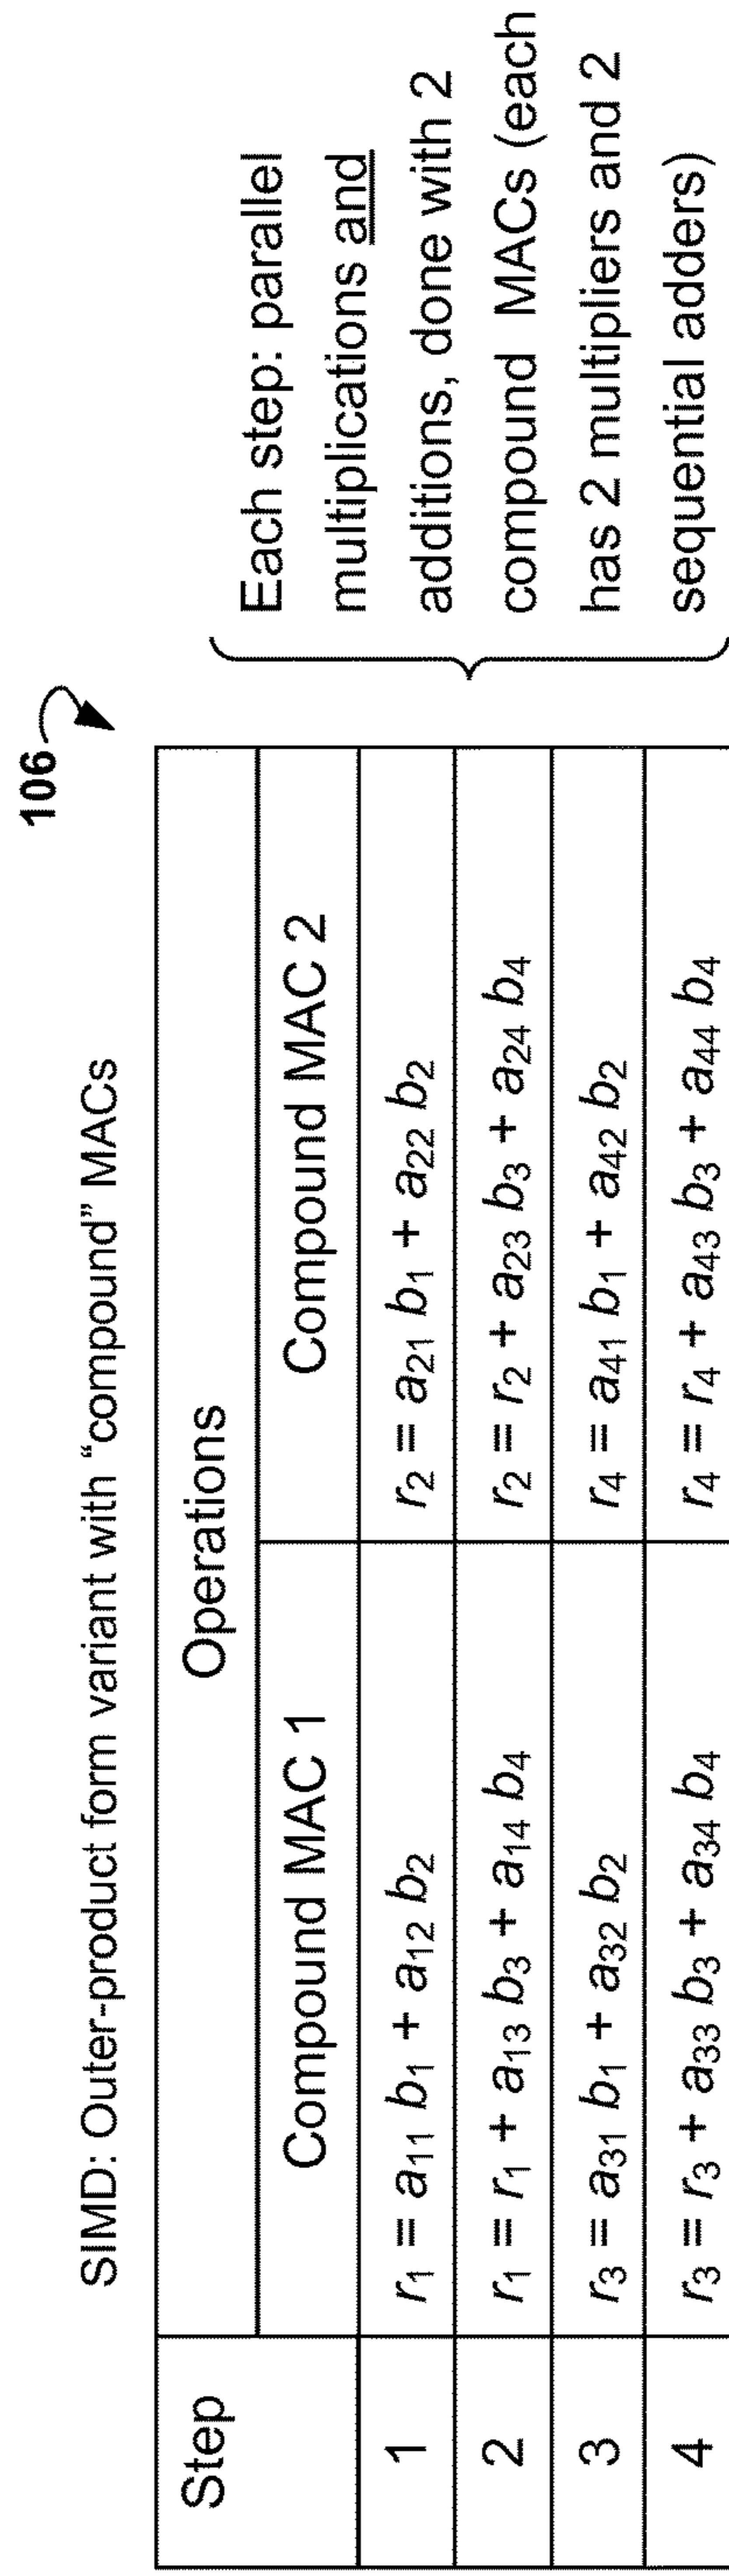 106
SIMD: Outer-product form variant with “compound” MACs
Step
Operations
Compound MAC 1
Compound MAC 2
1
r₁ = a₁₁ b₁ + a₁₂ b₂
r₂ = a₂₁ b₁ + a₂₂ b₂
2
r₁ = r₁ + a₁₃ b₃ + a₁₄ b₄
r₂ = r₂ + a₂₃ b₃ + a₂₄ b₄
3
r₃ = a₃₁ b₁ + a₃₂ b₂
r₄ = a₄₁ b₁ + a₄₂ b₂
4
r₃ = r₃ + a₃₃ b₃ + a₃₄ b₄
r₄ = r₄ + a₄₃ b₃ + a₄₄ b₄
Each step: parallel
multiplications and
additions, done with 2
compound MACs (each
has 2 multipliers and 2
sequential adders)